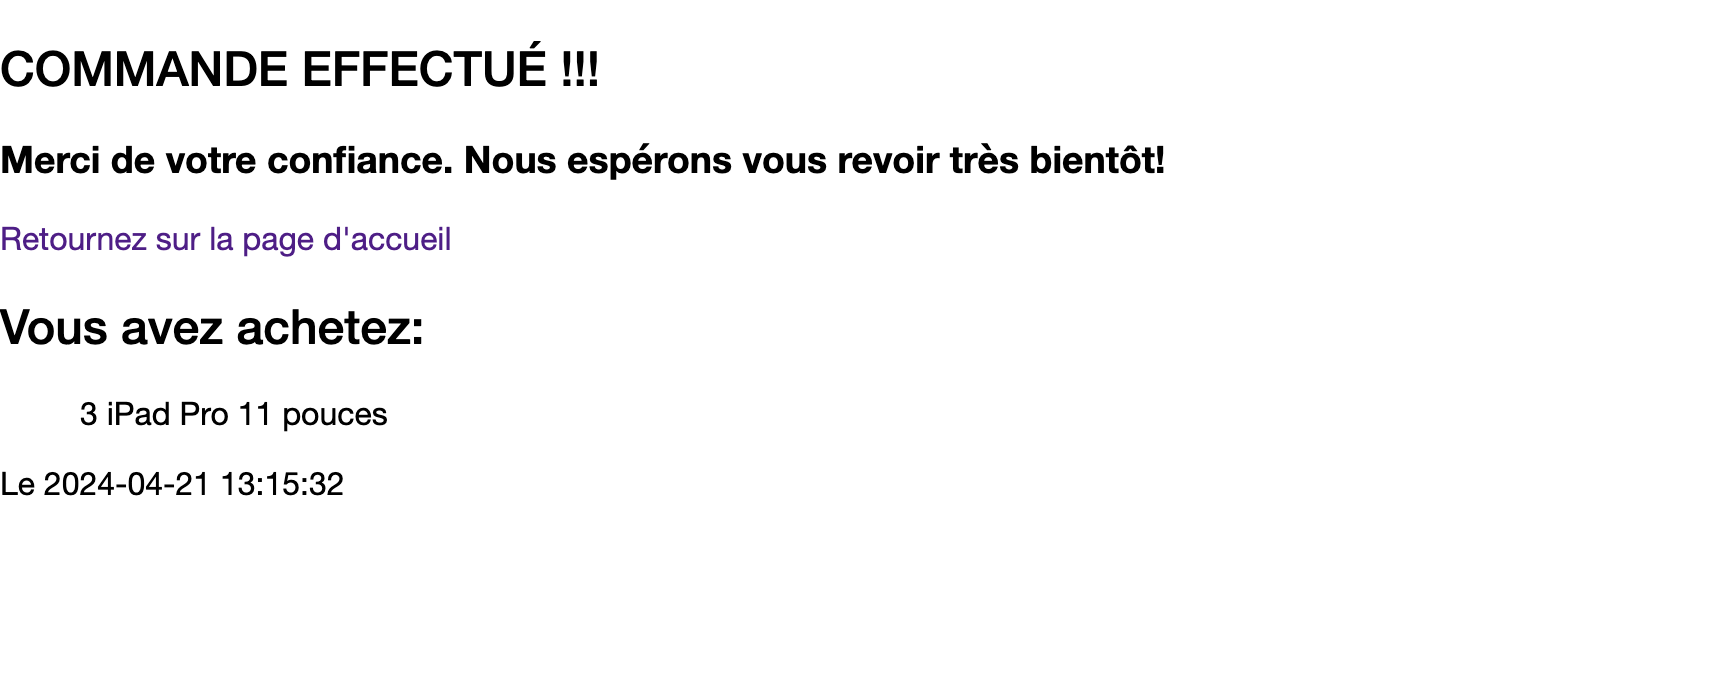 COMMANDE EFFECTUÉ !!!
Merci de votre confiance. Nous espérons vous revoir très bientôt!
Retournez sur la page d'accueil
Vous avez achetez:
3 iPad Pro 11 pouces
Le 2024-04-21 13:15:32